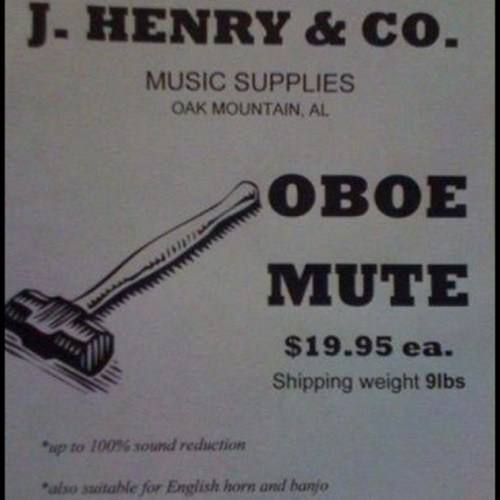 J. HENRY & CO.
MUSIC SUPPLIES
OAK MOUNTAIN, AL
OBOE
MUTE
$19.95 ea.
Shipping weight 9lbs
*up to 100% sound reduction
*also suitable for English horn and banjo